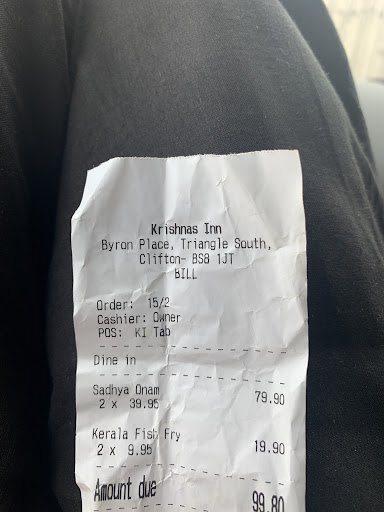 Krishnas Inn
Byron Place, Triangle South,
Clifton- BS8 1JT
BILL
Order: 15/2
Cashier: Owner
POS: KI Tab
Dine in
Sadhya Onam 79.90
2 x 39.95
Kerala Fish Fry 19.90
2 x 9.95
Amount due 99.80